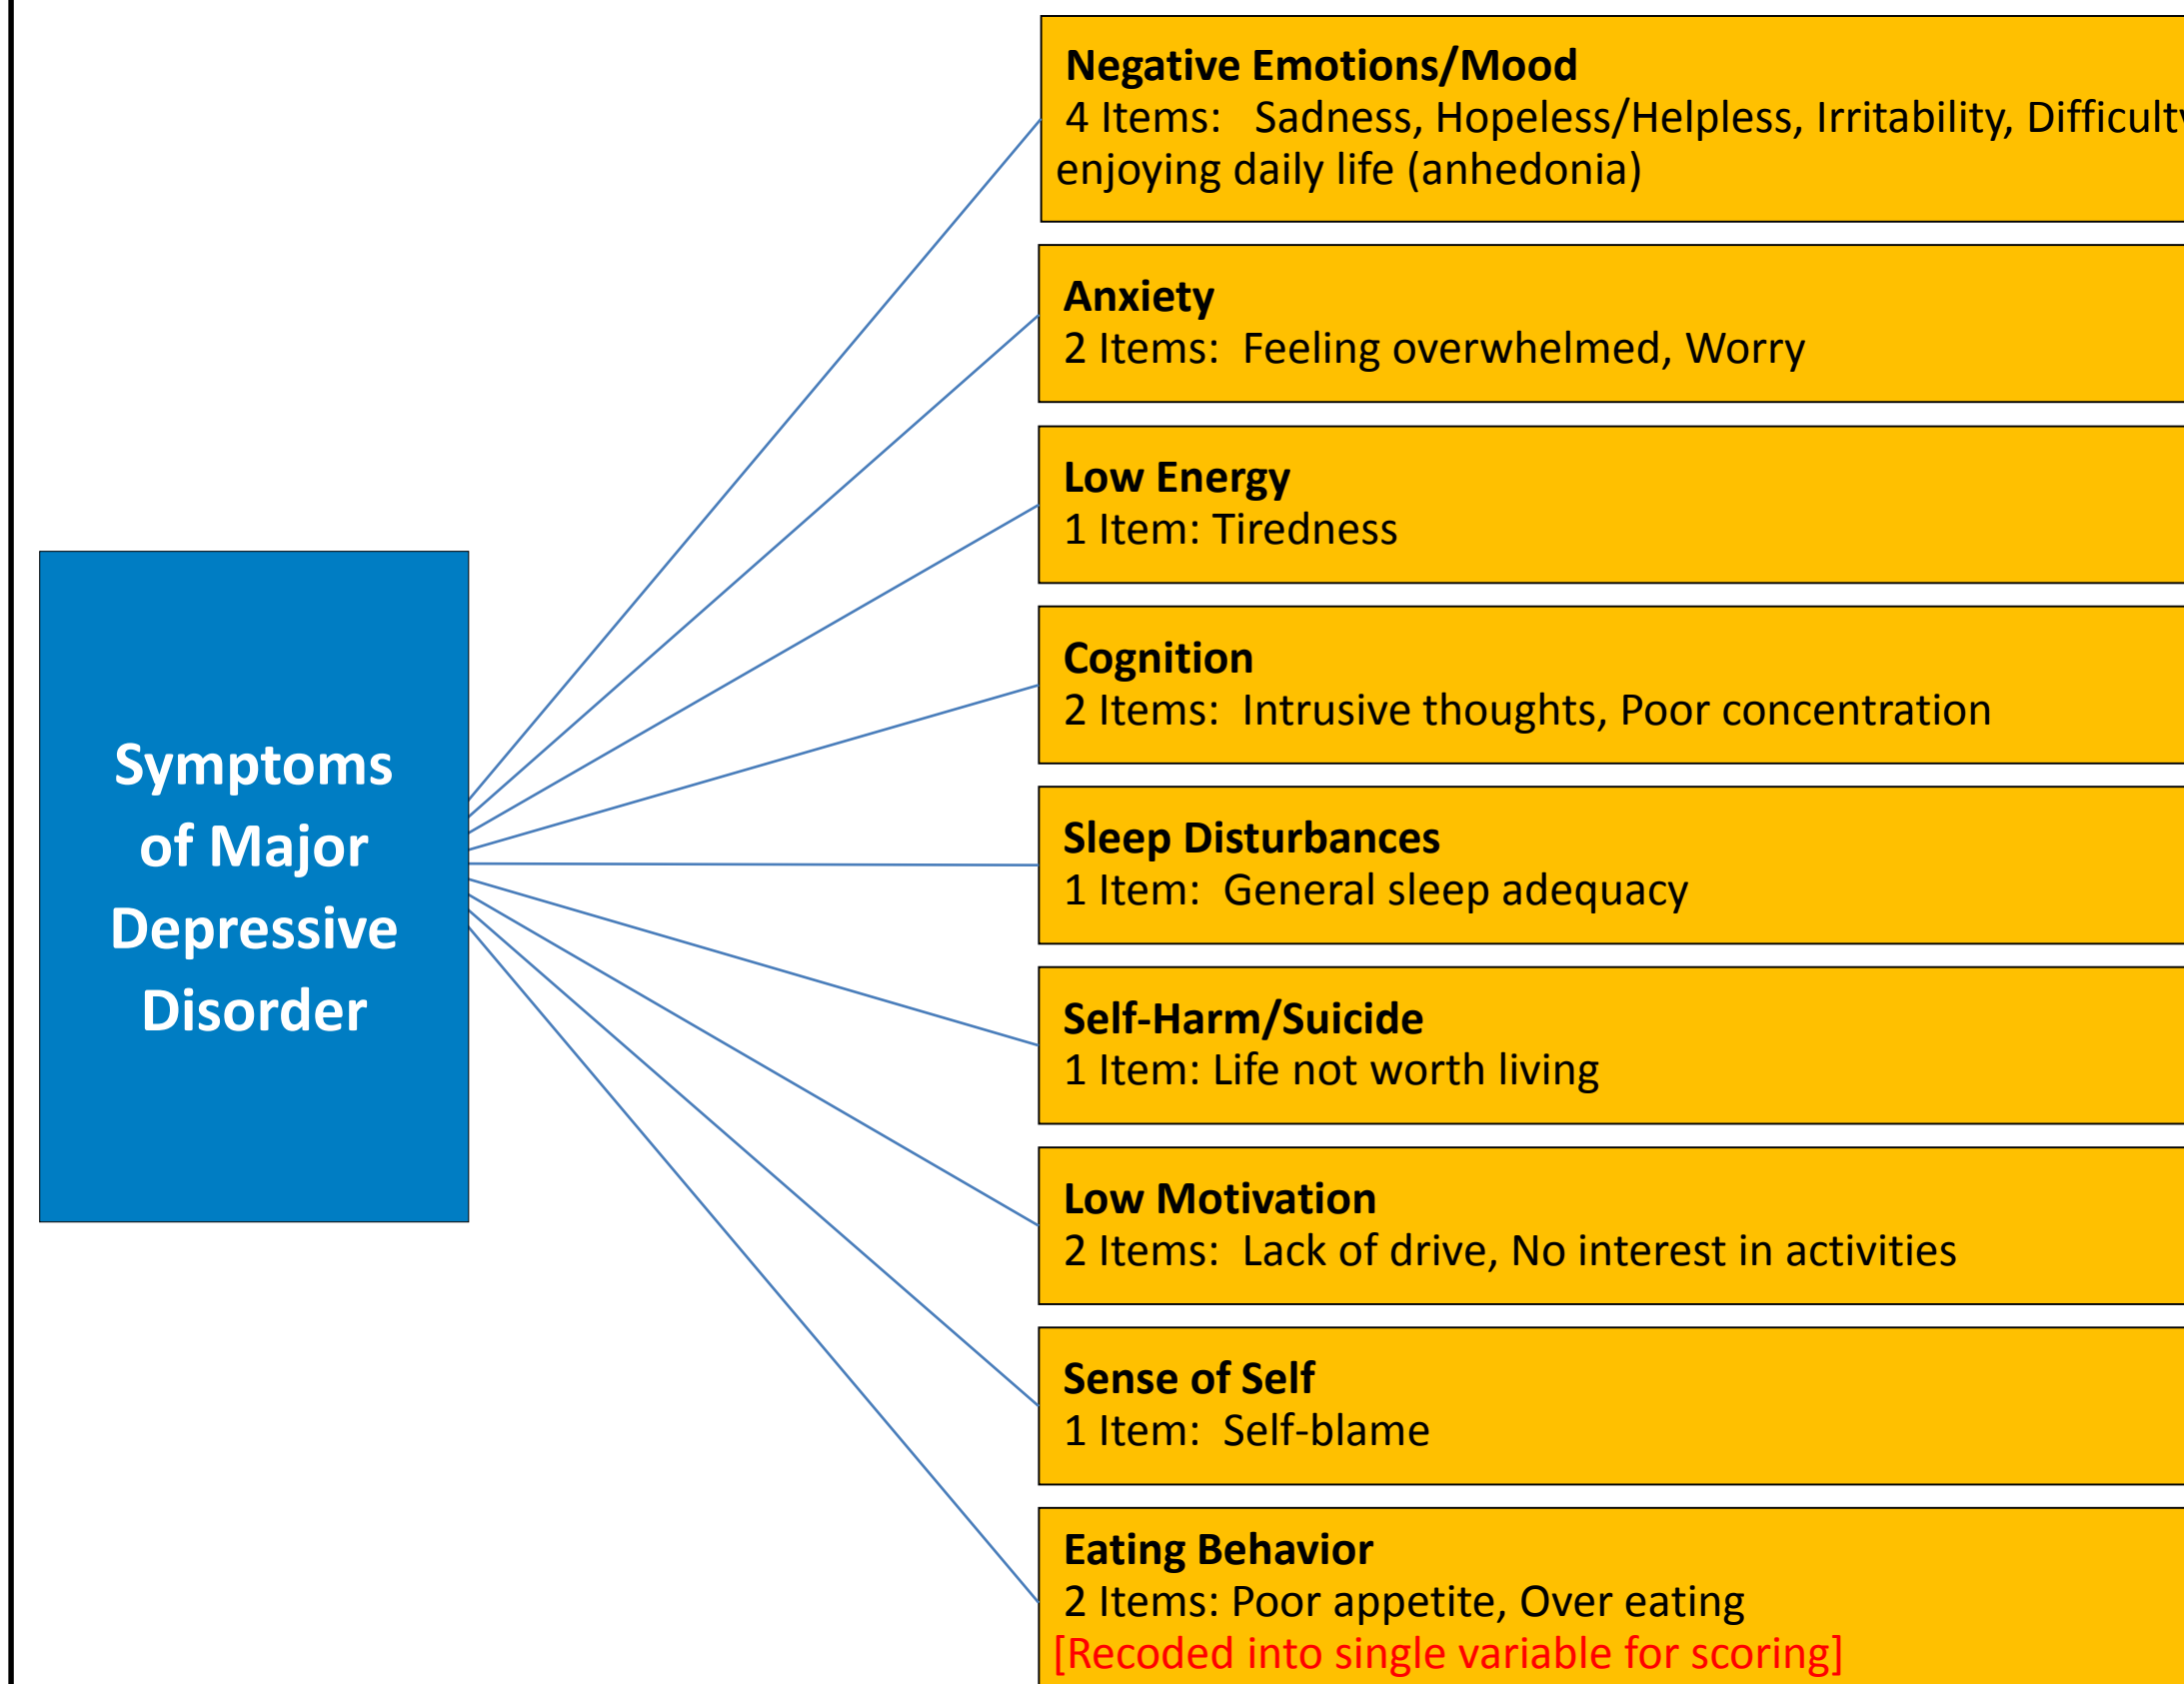 Symptoms
of Major
Depressive
Disorder
Negative Emotions/Mood
4 Items: Sadness, Hopeless/Helpless, Irritability, Difficulty
enjoying daily life (anhedonia)
Anxiety
2 Items: Feeling overwhelmed, Worry
Low Energy
1 Item: Tiredness
Cognition
2 Items: Intrusive thoughts, Poor concentration
Sleep Disturbances
1 Item: General sleep adequacy
Self-Harm/Suicide
1 Item: Life not worth living
Low Motivation
2 Items: Lack of drive, No interest in activities
Sense of Self
1 Item: Self-blame
Eating Behavior
2 Items: Poor appetite, Over eating
[Recoded into single variable for scoring]